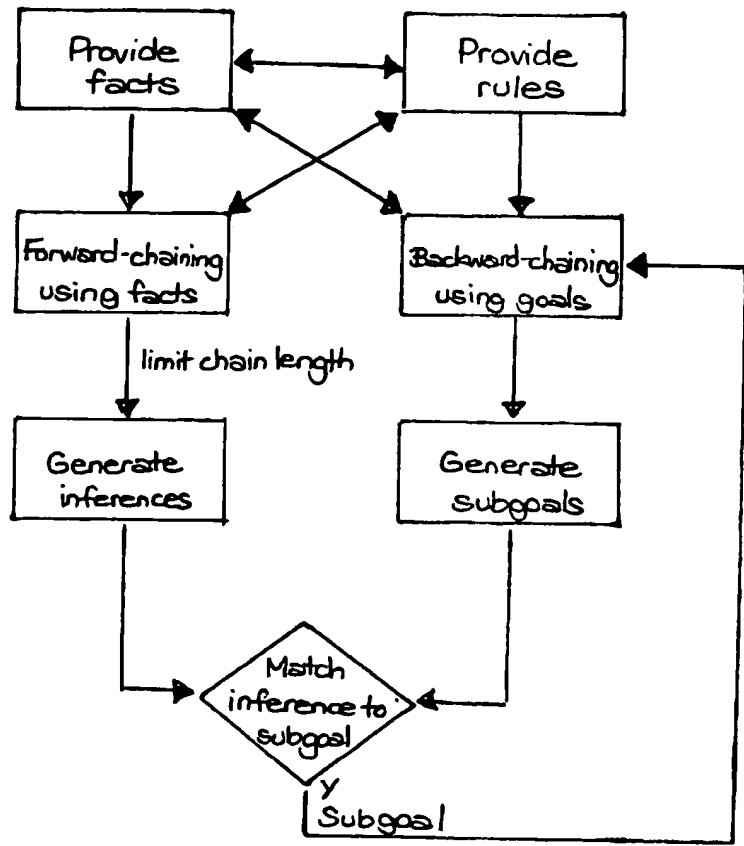 Provide
facts
Provide
rules
Forward-chaining
using facts
Backward-chaining
using goals
limit chain length
Generate
inferences
Generate
subgoals
Match
inference to
subgoal
Y
Subgoal